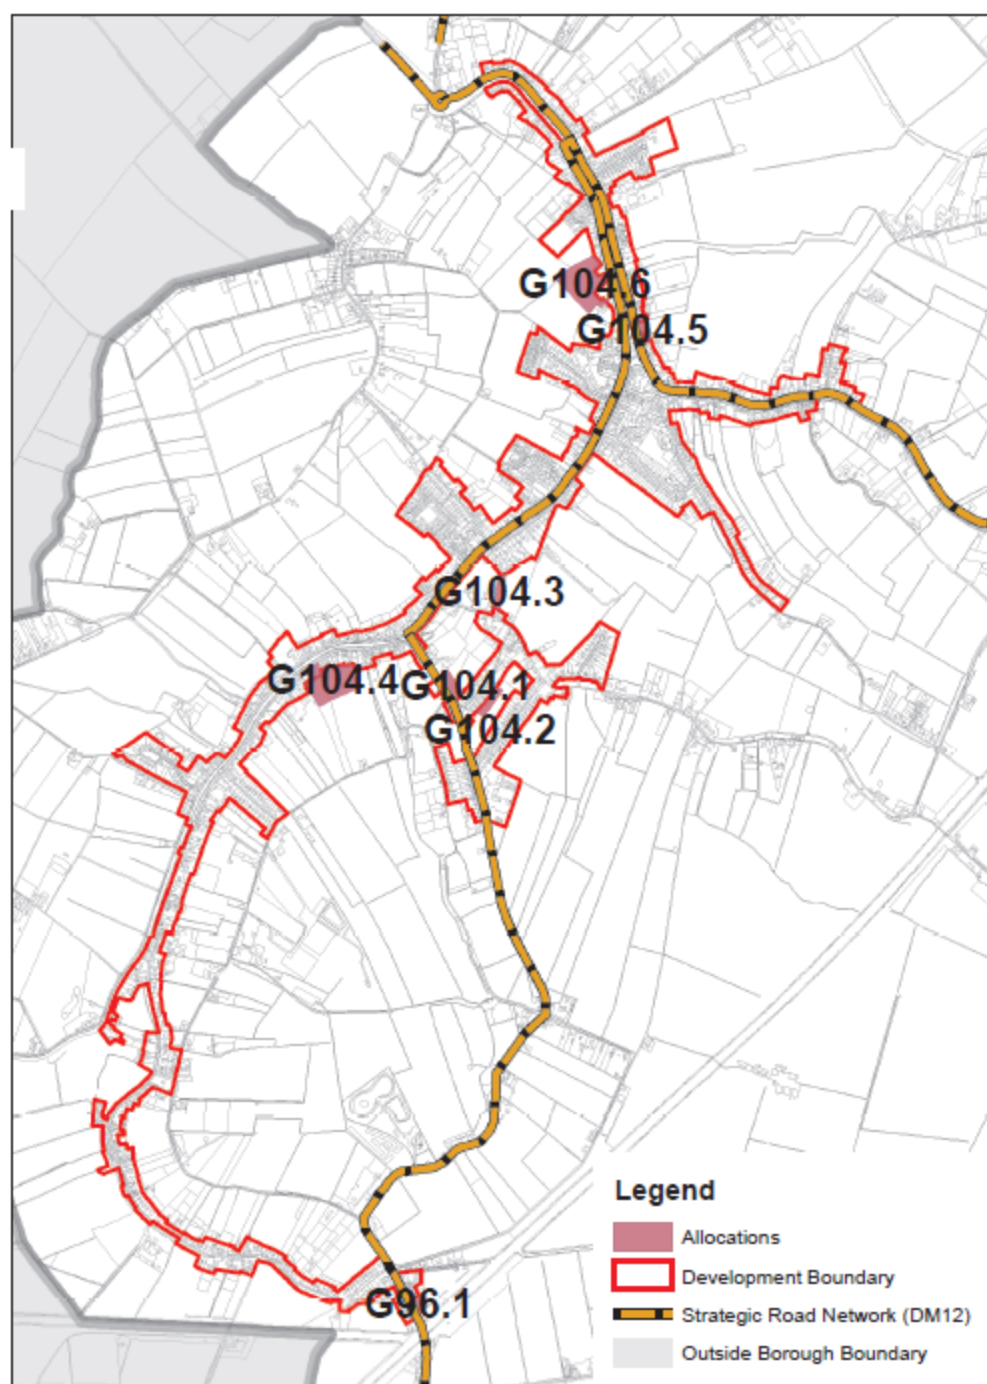 G104.6
G104.5
G104.3
G104.4
G104.1
G104.2
G96.1
Legend
Allocations
Development Boundary
Strategic Road Network (DM12)
Outside Borough Boundary